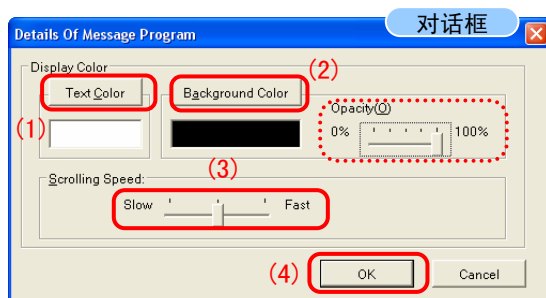 对话框
Details Of Message Program
Display Color
(2)
Text Color
Background Color
Opacity(O)
(1)
0%
100%
(3)
Scrolling Speed:
Slow
Fast
(4)
OK
Cancel